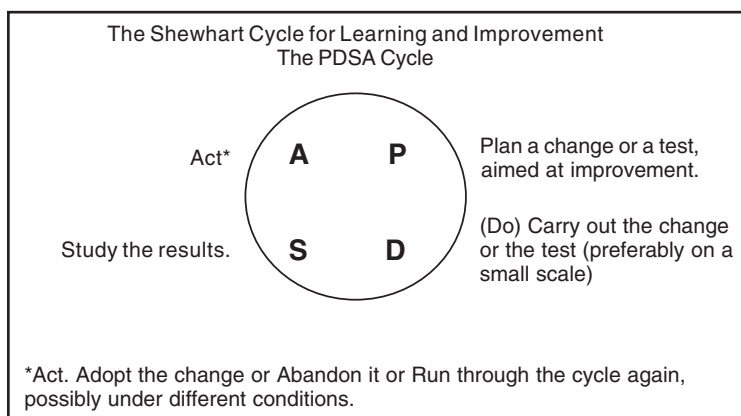 The Shewhart Cycle for Learning and Improvement
The PDSA Cycle
Act*
A
P
Plan a change or a test,
aimed at improvement.
Study the results.
S
D
(Do) Carry out the change
or the test (preferably on a
small scale)
*Act. Adopt the change or Abandon it or Run through the cycle again,
possibly under different conditions.